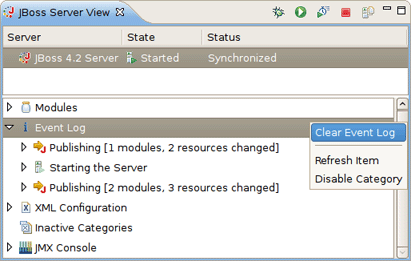 JBoss Server View
Server State Status
JBoss 4.2 Server Started Synchronized
Modules
Event Log
Clear Event Log
Publishing [1 modules, 2 resources changed]
Refresh Item
Starting the Server
Disable Category
Publishing [2 modules, 3 resources changed]
XML Configuration
Inactive Categories
JMX Console